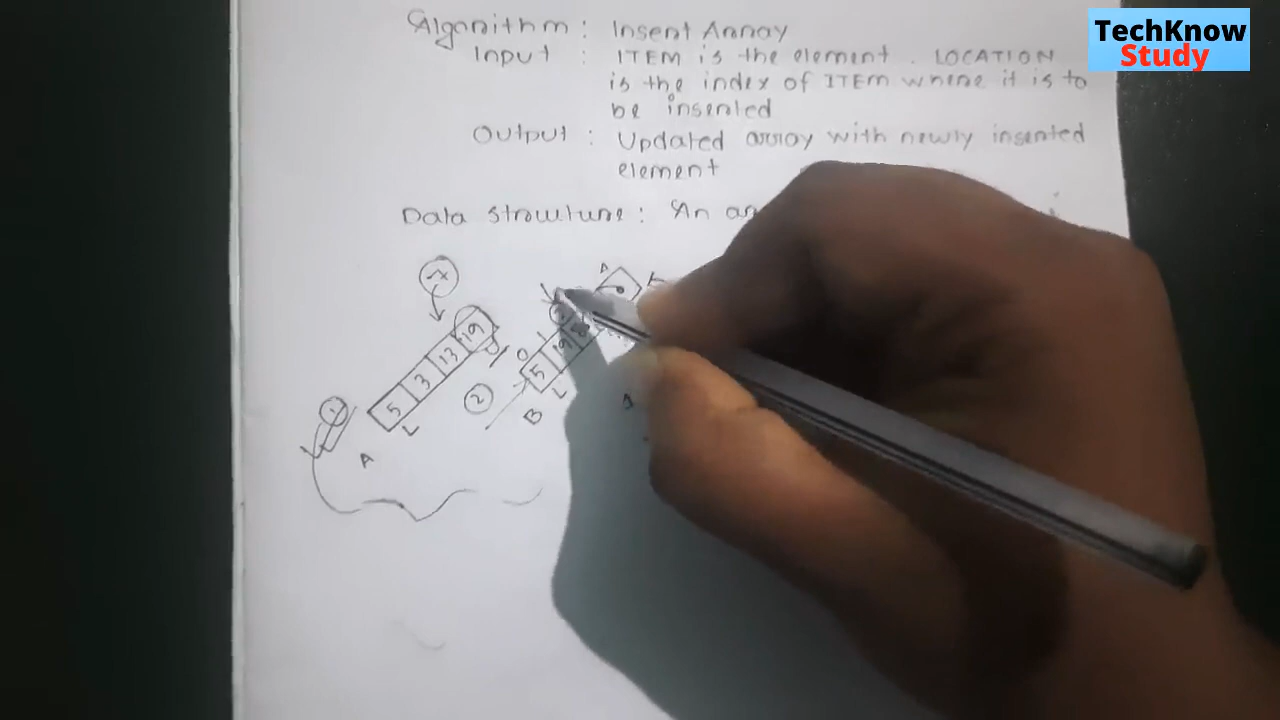 TechKnow
Study
Algorithm : Insert Array
Input : ITEM is the element . LOCATION
is the index of ITEM where it is to
be inserted
Output : Updated array with newly inserted
element
Data structure : An
A
1
5 3 13 19
L U
A
2
0 1
5 19
B L